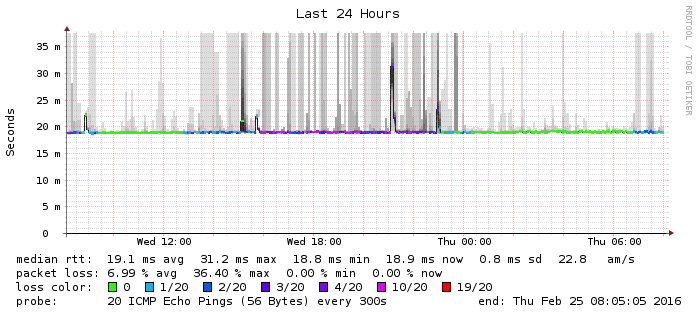 Last 24 Hours
RRDTOOL / TOBI OETIKER
Seconds
35 m
30 m
25 m
20 m
15 m
10 m
5 m
0
Wed 12:00 Wed 18:00 Thu 00:00 Thu 06:00
median rtt: 19.1 ms avg 31.2 ms max 18.8 ms min 18.9 ms now 0.8 ms sd 22.8 am/s
packet loss: 6.99 % avg 36.40 % max 0.00 % min 0.00 % now
loss color: 0 1/20 2/20 3/20 4/20 10/20 19/20
probe: 20 ICMP Echo Pings (56 Bytes) every 300s end: Thu Feb 25 08:05:05 2016